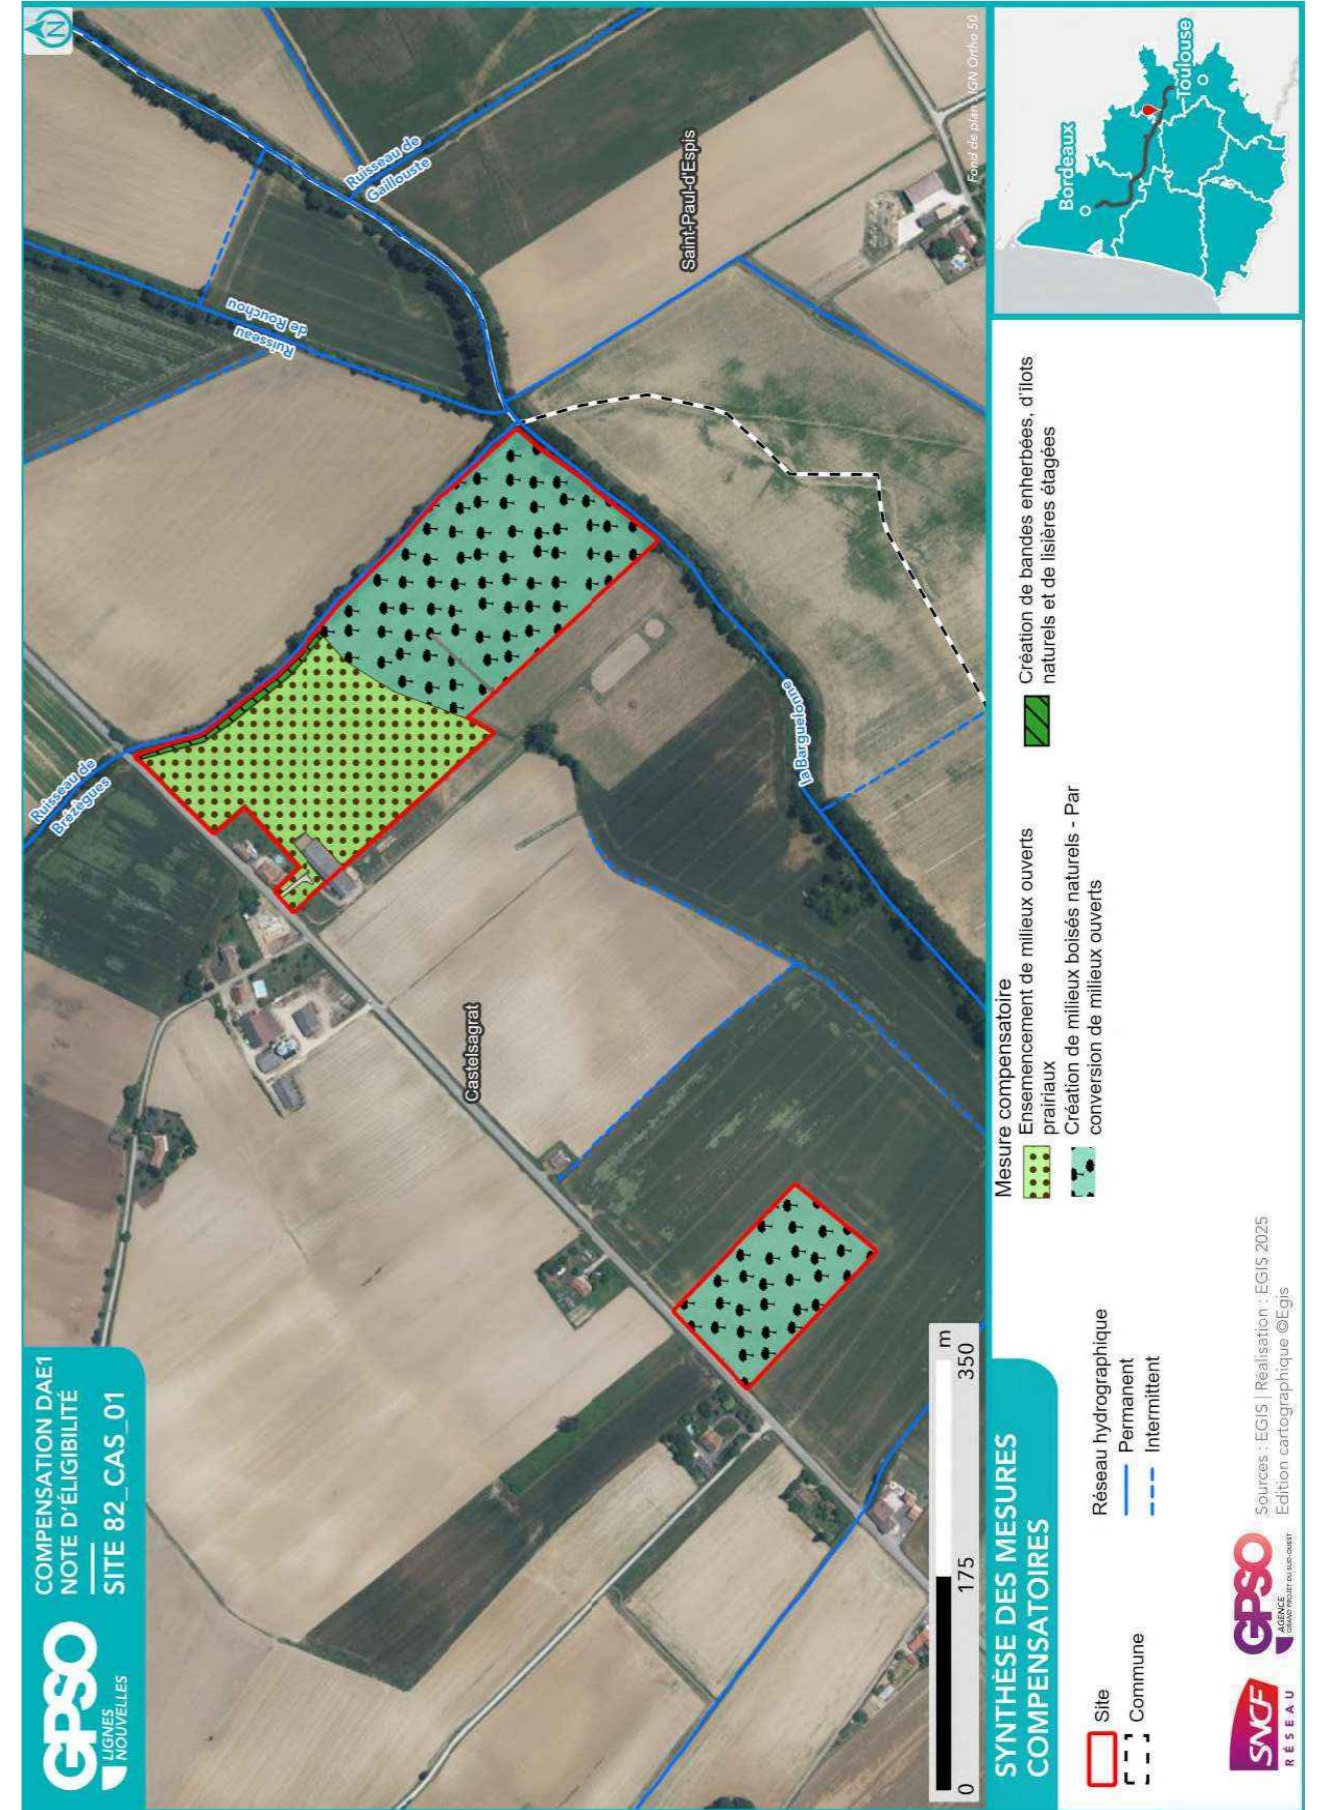 GPSO
LIGNES
NOUVELLES
COMPENSATION DAE1
NOTE D'ÉLIGIBILITÉ
SITE 82_CAS_01
N
Ruisseau de
Brézègues
Ruisseau
de Rouchou
Ruisseau de
Gaillouste
Saint-Paul-d'Espis
Castelsagrat
la Barguelonne
Fond de plan : IGN Ortho 50
0
175
350
m
SYNTHÈSE DES MESURES
COMPENSATOIRES
Site
Commune
Réseau hydrographique
Permanent
Intermittent
Mesure compensatoire
Ensemencement de milieux ouverts
prairiaux
Création de milieux boisés naturels - Par
conversion de milieux ouverts
Création de bandes enherbées, d'îlots
naturels et de lisières étagées
Bordeaux
Toulouse
SNCF
RÉSEAU
GPSO
AGENCE
GRAND PROJET DU SUD-OUEST
Sources : EGIS | Réalisation : EGIS 2025
Edition cartographique ©Egis